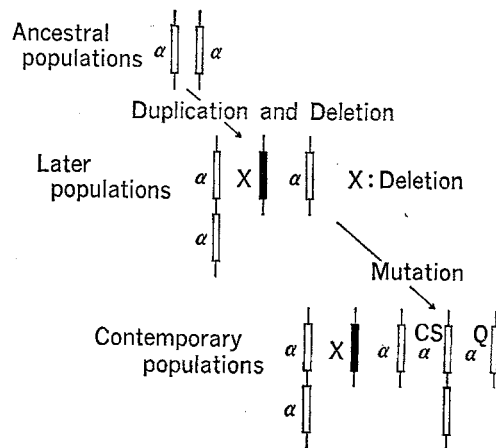 Ancestral
populations α α
Duplication and Deletion
Later
populations α X α X : Deletion
α
Mutation
Contemporary
populations α X α α CS α Q
α